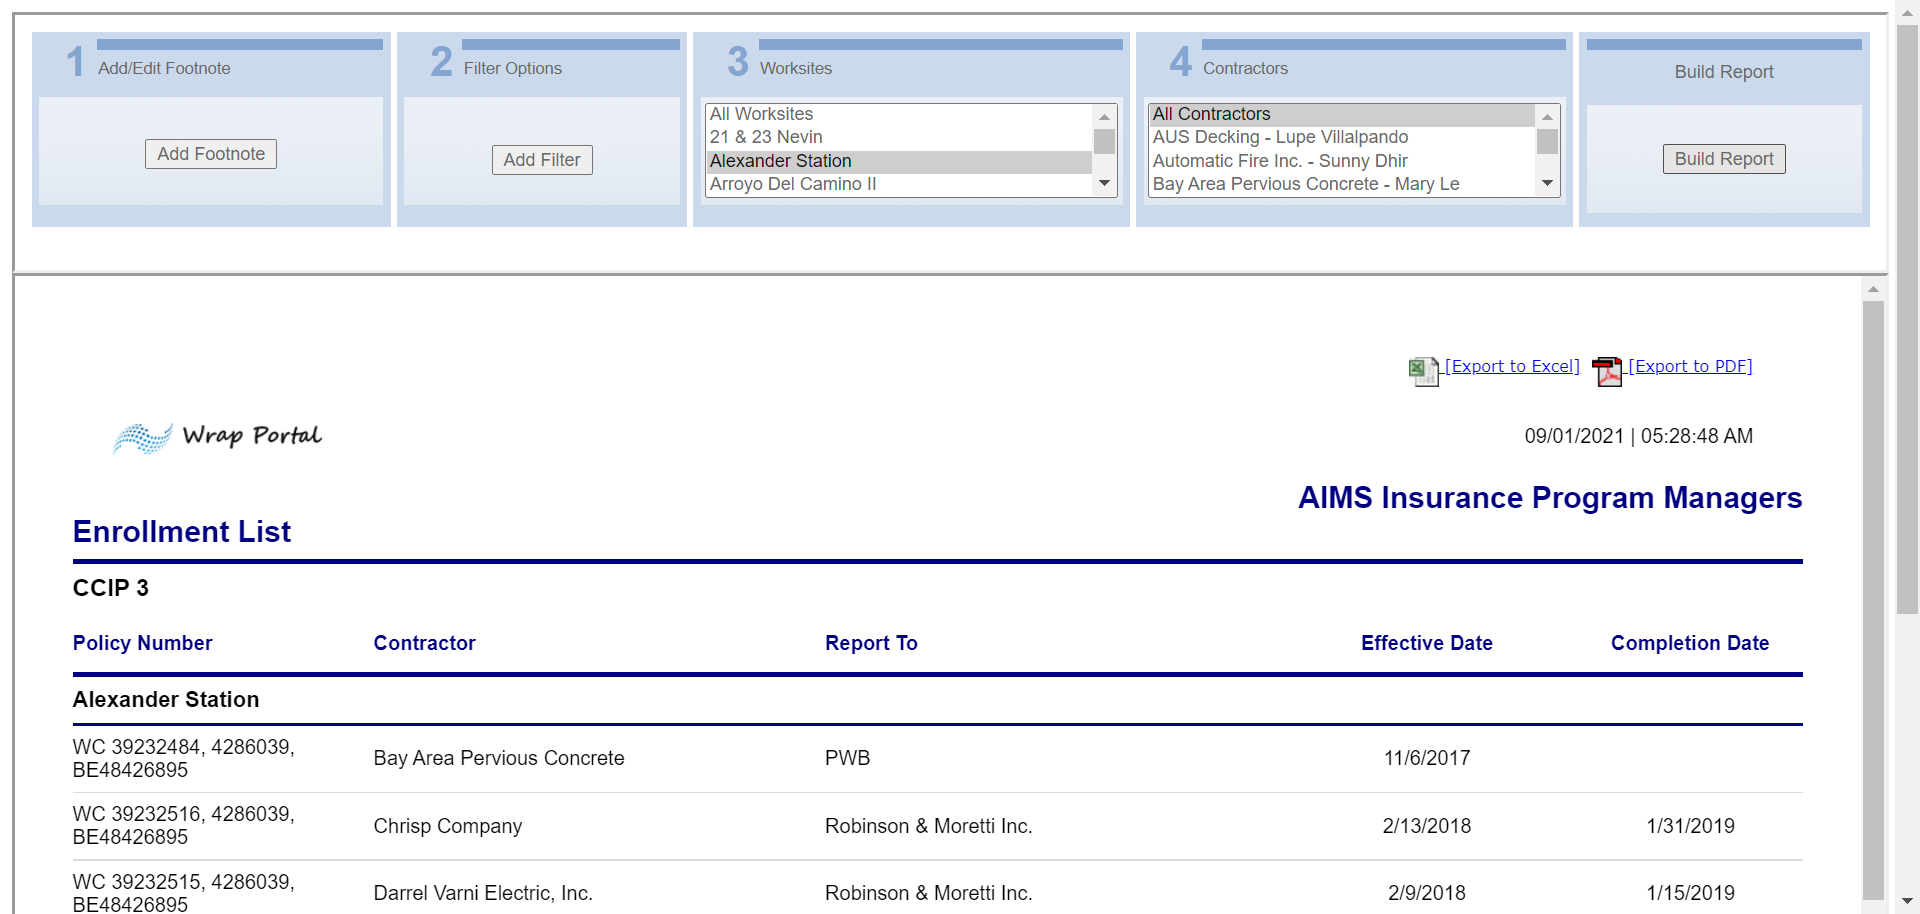 1 Add/Edit Footnote
Add Footnote
2 Filter Options
Add Filter
3 Worksites
All Worksites
21 & 23 Nevin
Alexander Station
Arroyo Del Camino II
4 Contractors
All Contractors
AUS Decking - Lupe Villalpando
Automatic Fire Inc. - Sunny Dhir
Bay Area Pervious Concrete - Mary Le
Build Report
Build Report
[Export to Excel] [Export to PDF]
Wrap Portal
09/01/2021 | 05:28:48 AM
AIMS Insurance Program Managers
Enrollment List
CCIP 3
Policy Number Contractor Report To Effective Date Completion Date
Alexander Station
WC 39232484, 4286039,
BE48426895 Bay Area Pervious Concrete PWB 11/6/2017
WC 39232516, 4286039,
BE48426895 Chrisp Company Robinson & Moretti Inc. 2/13/2018 1/31/2019
WC 39232515, 4286039,
BE48426895 Darrel Varni Electric, Inc. Robinson & Moretti Inc. 2/9/2018 1/15/2019